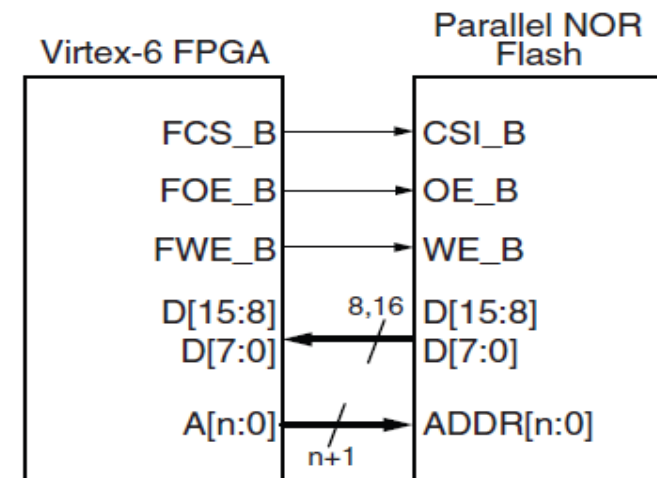 Virtex-6 FPGA
Parallel NOR
Flash
FCS_B
CSI_B
FOE_B
OE_B
FWE_B
WE_B
D[15:8]
8,16
D[15:8]
D[7:0]
D[7:0]
A[n:0]
n+1
ADDR[n:0]